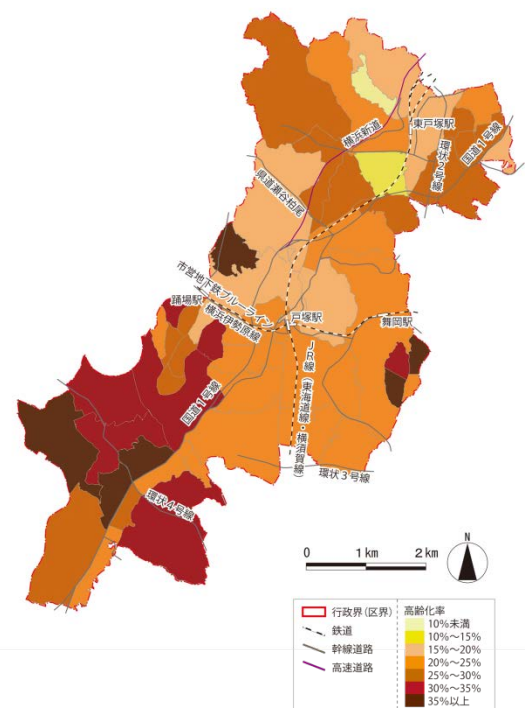 横浜新道
東戸塚駅
環状2号線
国道1号線
県道瀬谷柏尾
市営地下鉄ブルーライン
踊場駅
横浜伊勢原線
戸塚駅
舞岡駅
国道1号線
JR線（東海道線・横須賀線）
環状3号線
環状4号線
N
0 1km 2km
行政界（区界）
鉄道
幹線道路
高速道路
高齢化率
10%未満
10%～15%
15%～20%
20%～25%
25%～30%
30%～35%
35%以上